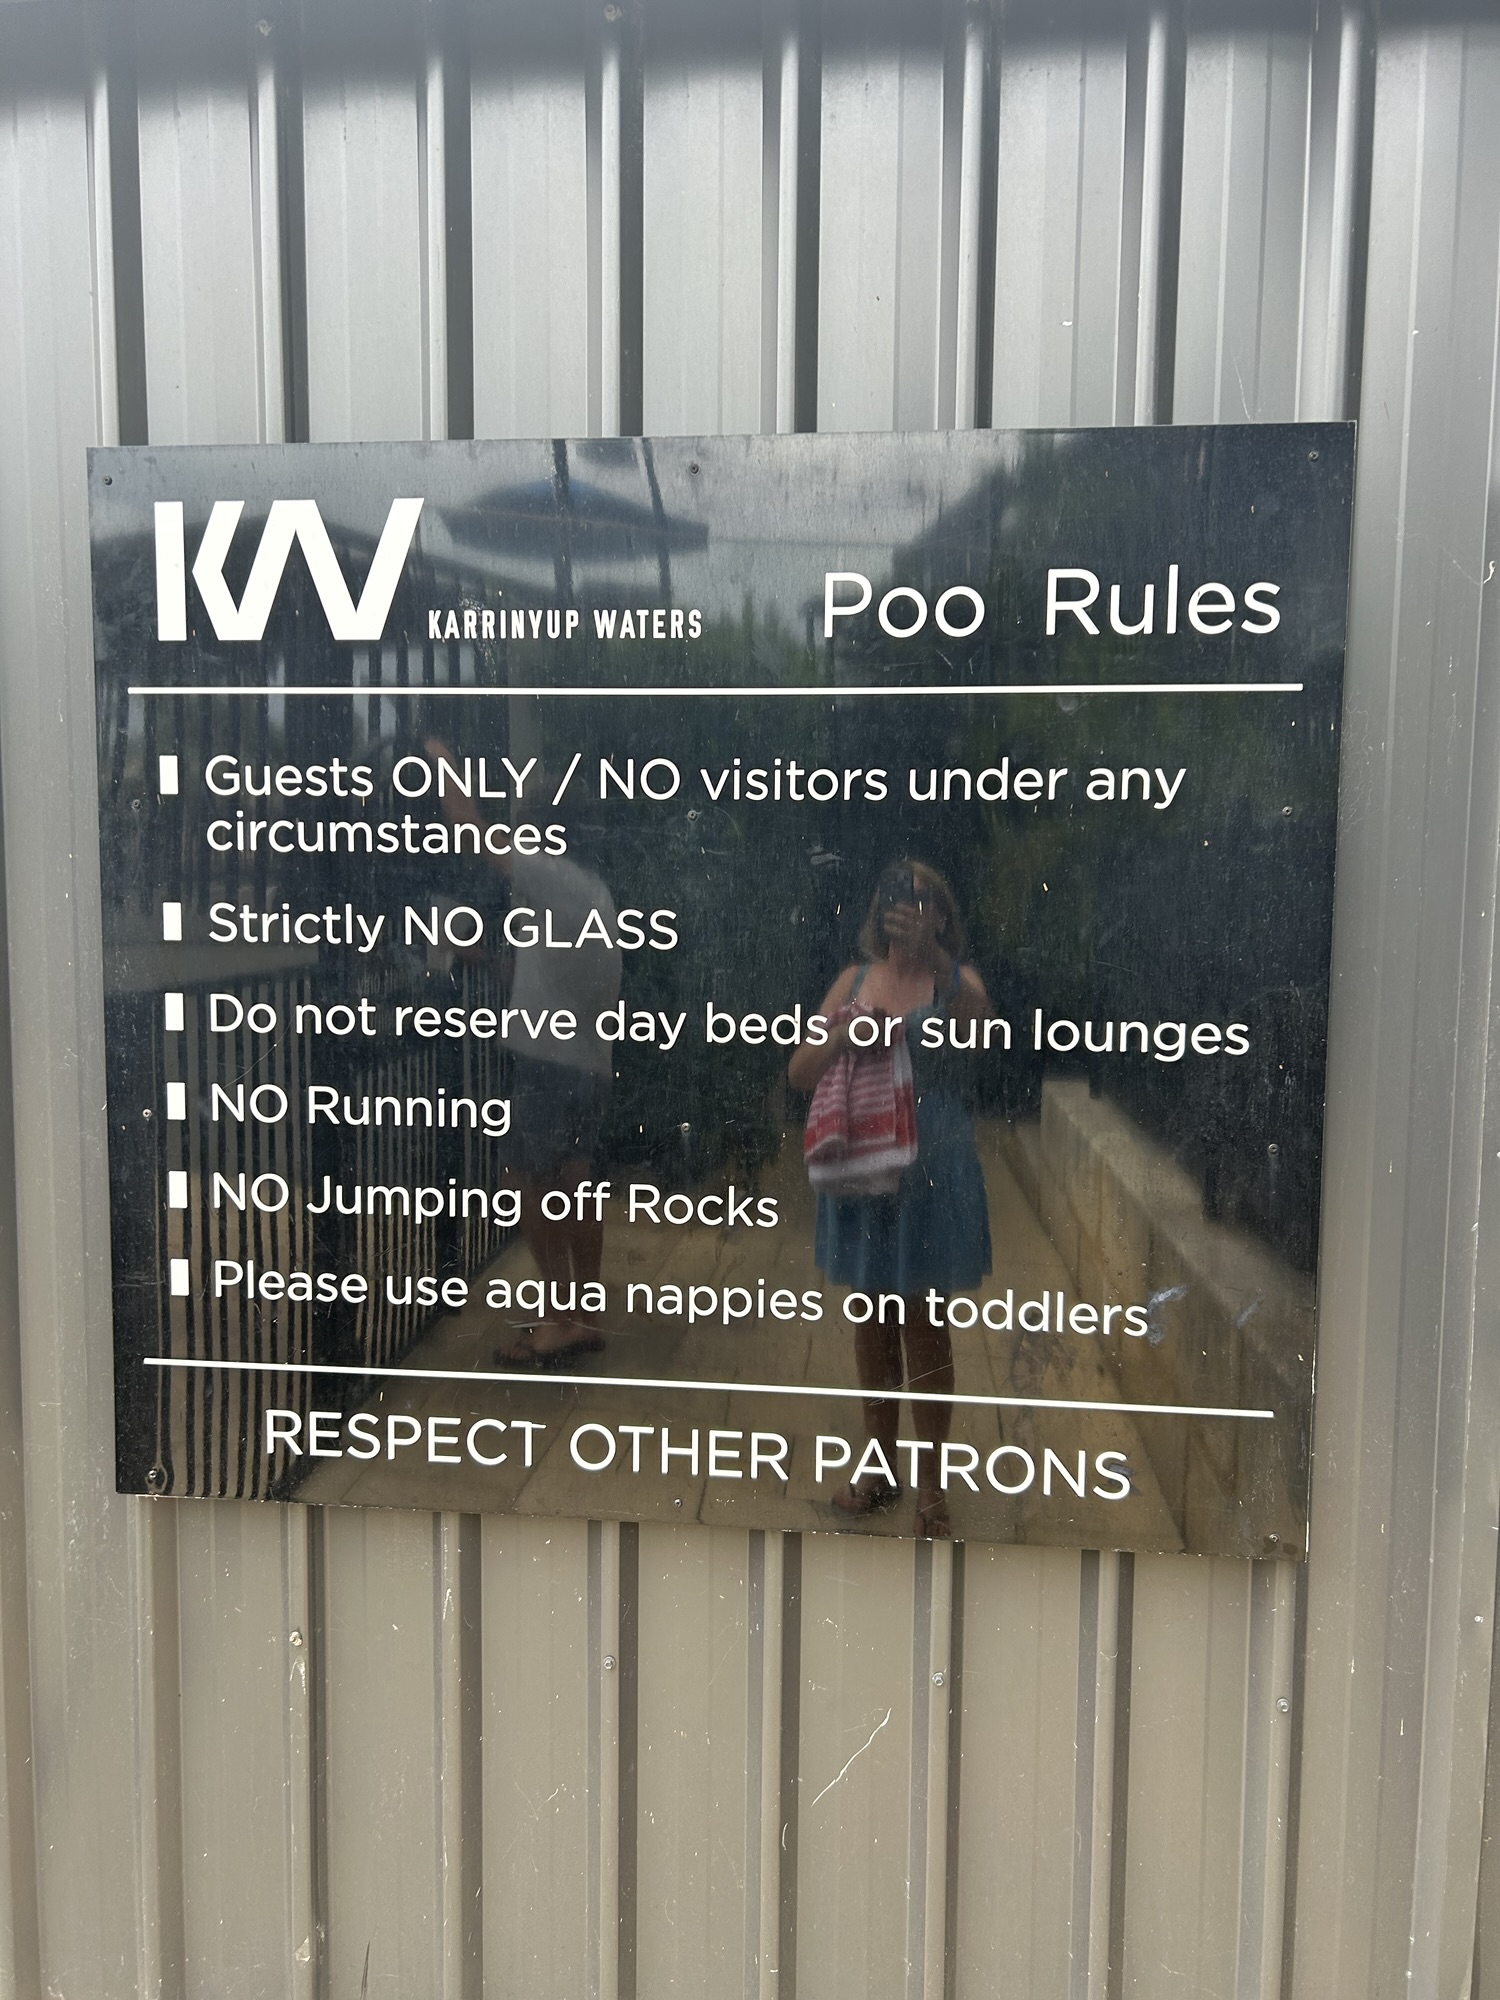 KW KARRINYUP WATERS Poo Rules
Guests ONLY / NO visitors under any
circumstances
Strictly NO GLASS
Do not reserve day beds or sun lounges
NO Running
NO Jumping off Rocks
Please use aqua nappies on toddlers
RESPECT OTHER PATRONS